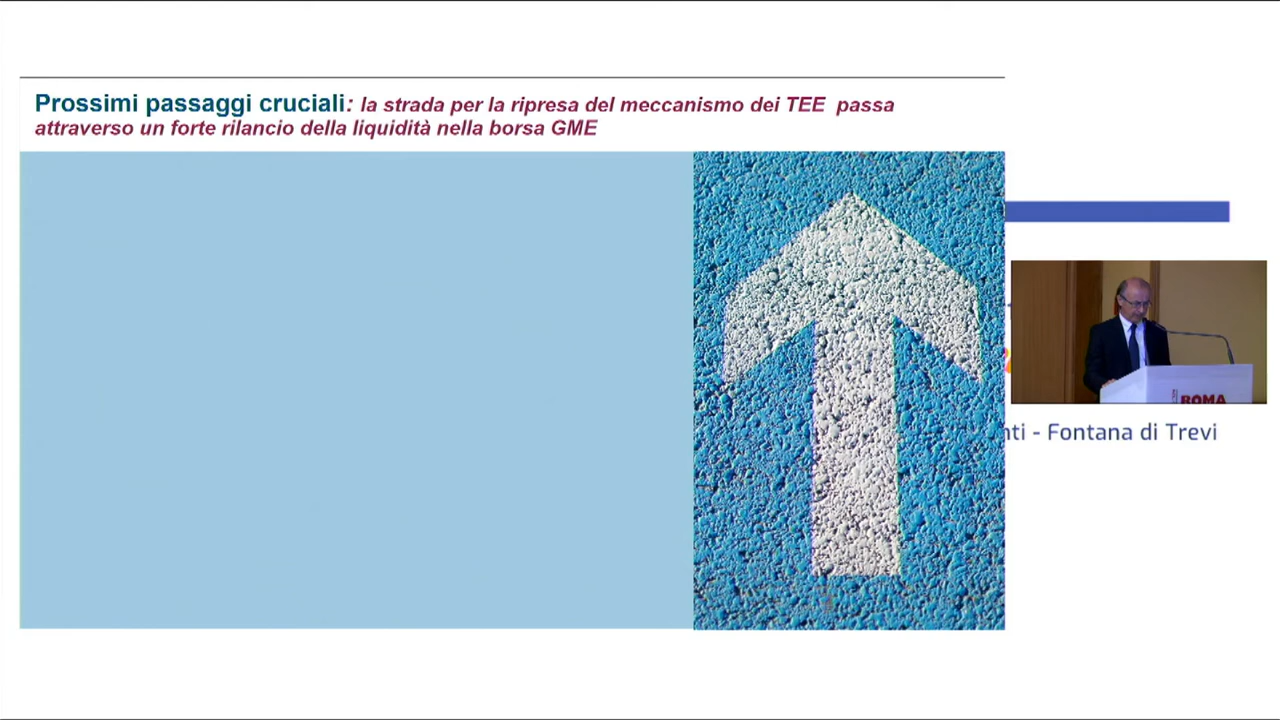 Prossimi passaggi cruciali: la strada per la ripresa del meccanismo dei TEE passa
attraverso un forte rilancio della liquidità nella borsa GME
ROMA
nti - Fontana di Trevi